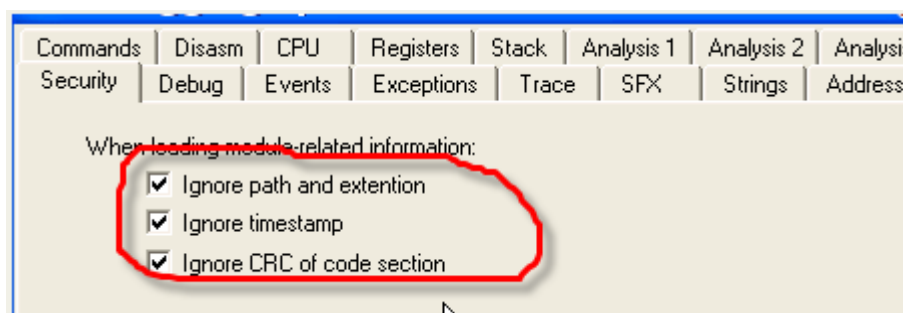 Commands Disasm CPU Registers Stack Analysis 1 Analysis 2
Security Debug Events Exceptions Trace SFX Strings Address
When loading module-related information:
Ignore path and extention
Ignore timestamp
Ignore CRC of code section